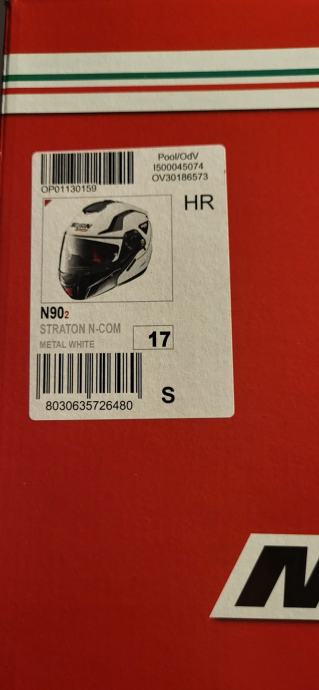 Pool/OdV
I500045074
OV30186573
OP01130159
HR
N902
STRATON N-COM
METAL WHITE
17
8030635726480
S
N